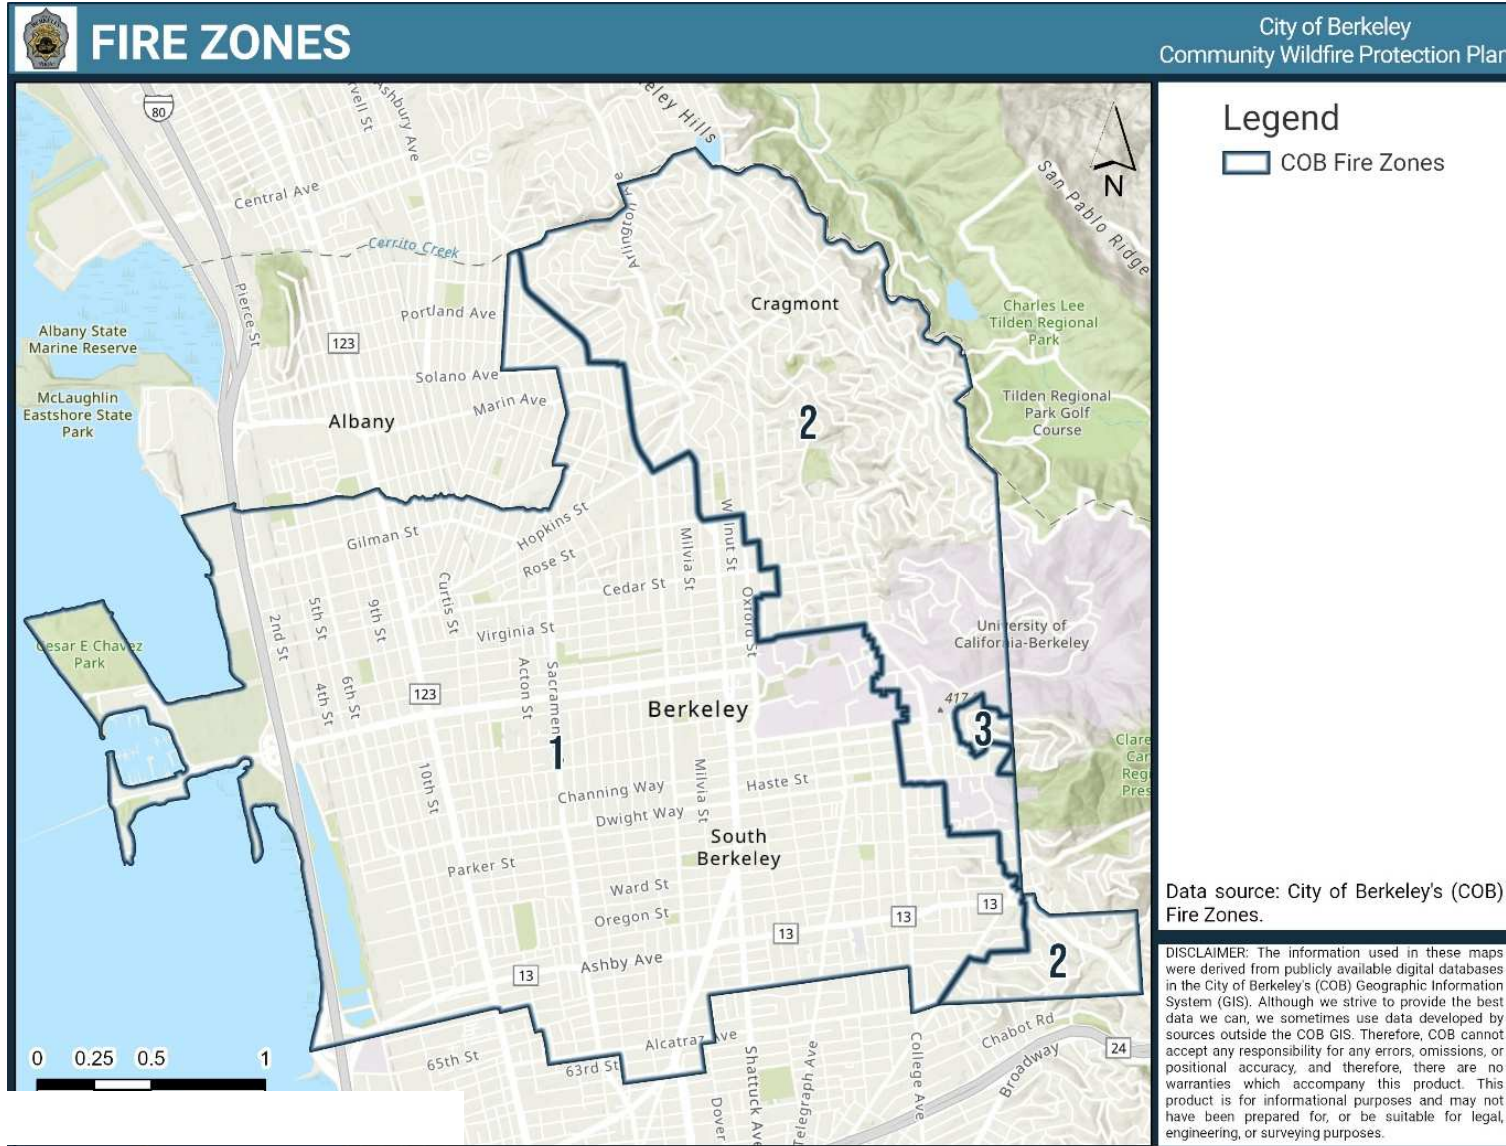 FIRE ZONES
City of Berkeley
Community Wildfire Protection Plan
Legend
COB Fire Zones
N
80
Ashbury Ave
Central Ave
Cerrito Creek
Arlington Ave
San Pablo Ridge
Pierce St
Portland Ave
Cragmont
Charles Lee
Tilden Regional
Park
Albany State
Marine Reserve
123
Solano Ave
Marin Ave
McLaughlin
Eastshore State
Park
Albany
Tilden Regional
Park Golf
Course
2
Gilman St
Hopkins St
Rose St
Milvia St
Walnut St
Cedar St
Curtis St
5th St
9th St
2nd St
Virginia St
Oxford St
University of
California-Berkeley
Cesar E Chavez
Park
4th St
6th St
123
Acton St
Sacramen
Berkeley
417
3
1
10th St
Channing Way
Dwight Way
Milvia St
Haste St
South
Berkeley
Parker St
Ward St
Oregon St
13
13
13
13
Ashby Ave
2
Alcatraz Ave
65th St
63rd St
Shattuck Ave
Telegraph Ave
College Ave
Chabot Rd
Broadway
24
Dover
0 0.25 0.5 1
Data source: City of Berkeley's (COB)
Fire Zones.
DISCLAIMER: The information used in these maps
were derived from publicly available digital databases
in the City of Berkeley's (COB) Geographic Information
System (GIS). Although we strive to provide the best
data we can, we sometimes use data developed by
sources outside the COB GIS. Therefore, COB cannot
accept any responsibility for any errors, omissions, or
positional accuracy, and therefore, there are no
warranties which accompany this product. This
product is for informational purposes and may not
have been prepared for, or be suitable for legal,
engineering, or surveying purposes.